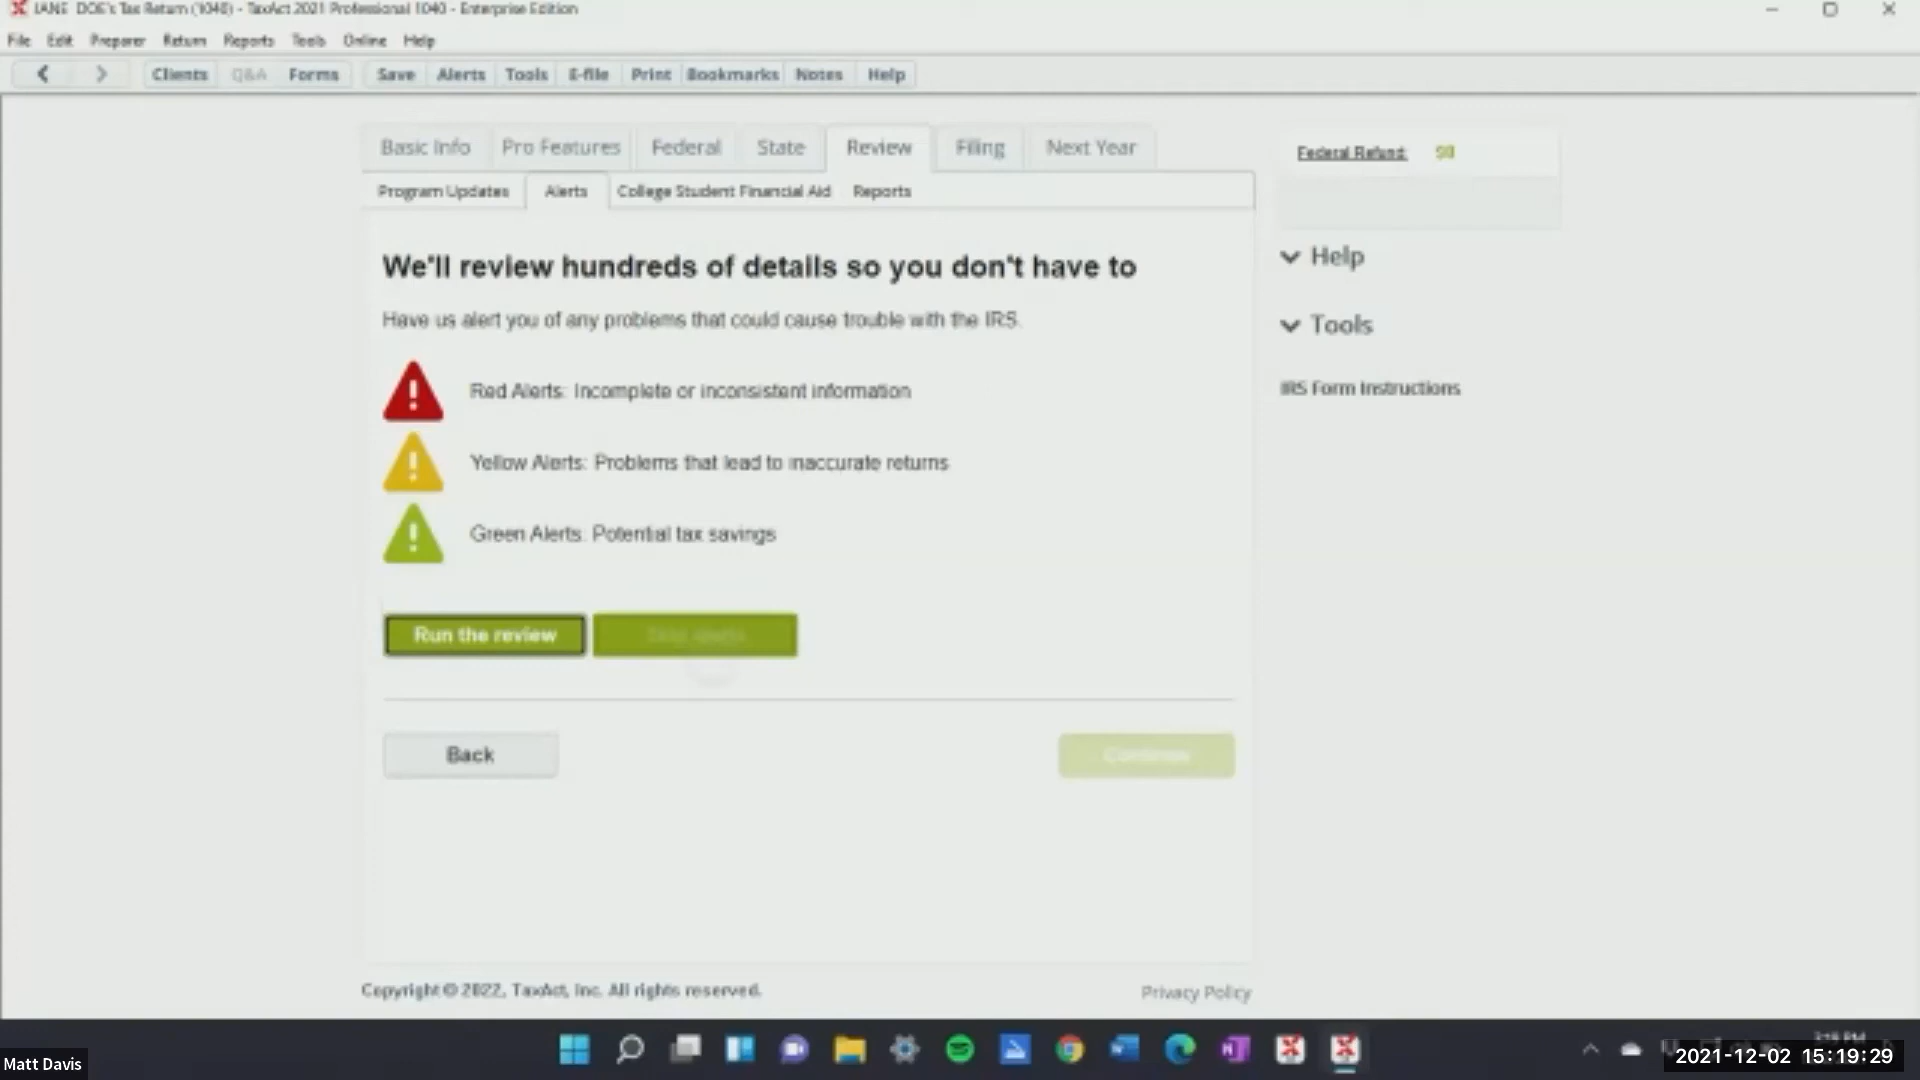 JANE DOE's Tax Return (1040) - TaxAct 2021 Professional 1040 - Enterprise Edition
File Edit Preparer Return Reports Tools Online Help
Clients Q&A Forms Save Alerts Tools E-file Print Bookmarks Notes Help
Basic Info Pro Features Federal State Review Filing Next Year
Federal Refund: $0
Program Updates Alerts College Student Financial Aid Reports
We'll review hundreds of details so you don't have to
Help
Have us alert you of any problems that could cause trouble with the IRS.
Tools
Red Alerts: Incomplete or inconsistent information
IRS Form Instructions
Yellow Alerts: Problems that lead to inaccurate returns
Green Alerts: Potential tax savings
Run the review
Back Continue
Copyright © 2022, TaxAct, Inc. All rights reserved.
Privacy Policy
Matt Davis
2021-12-02 15:19:29